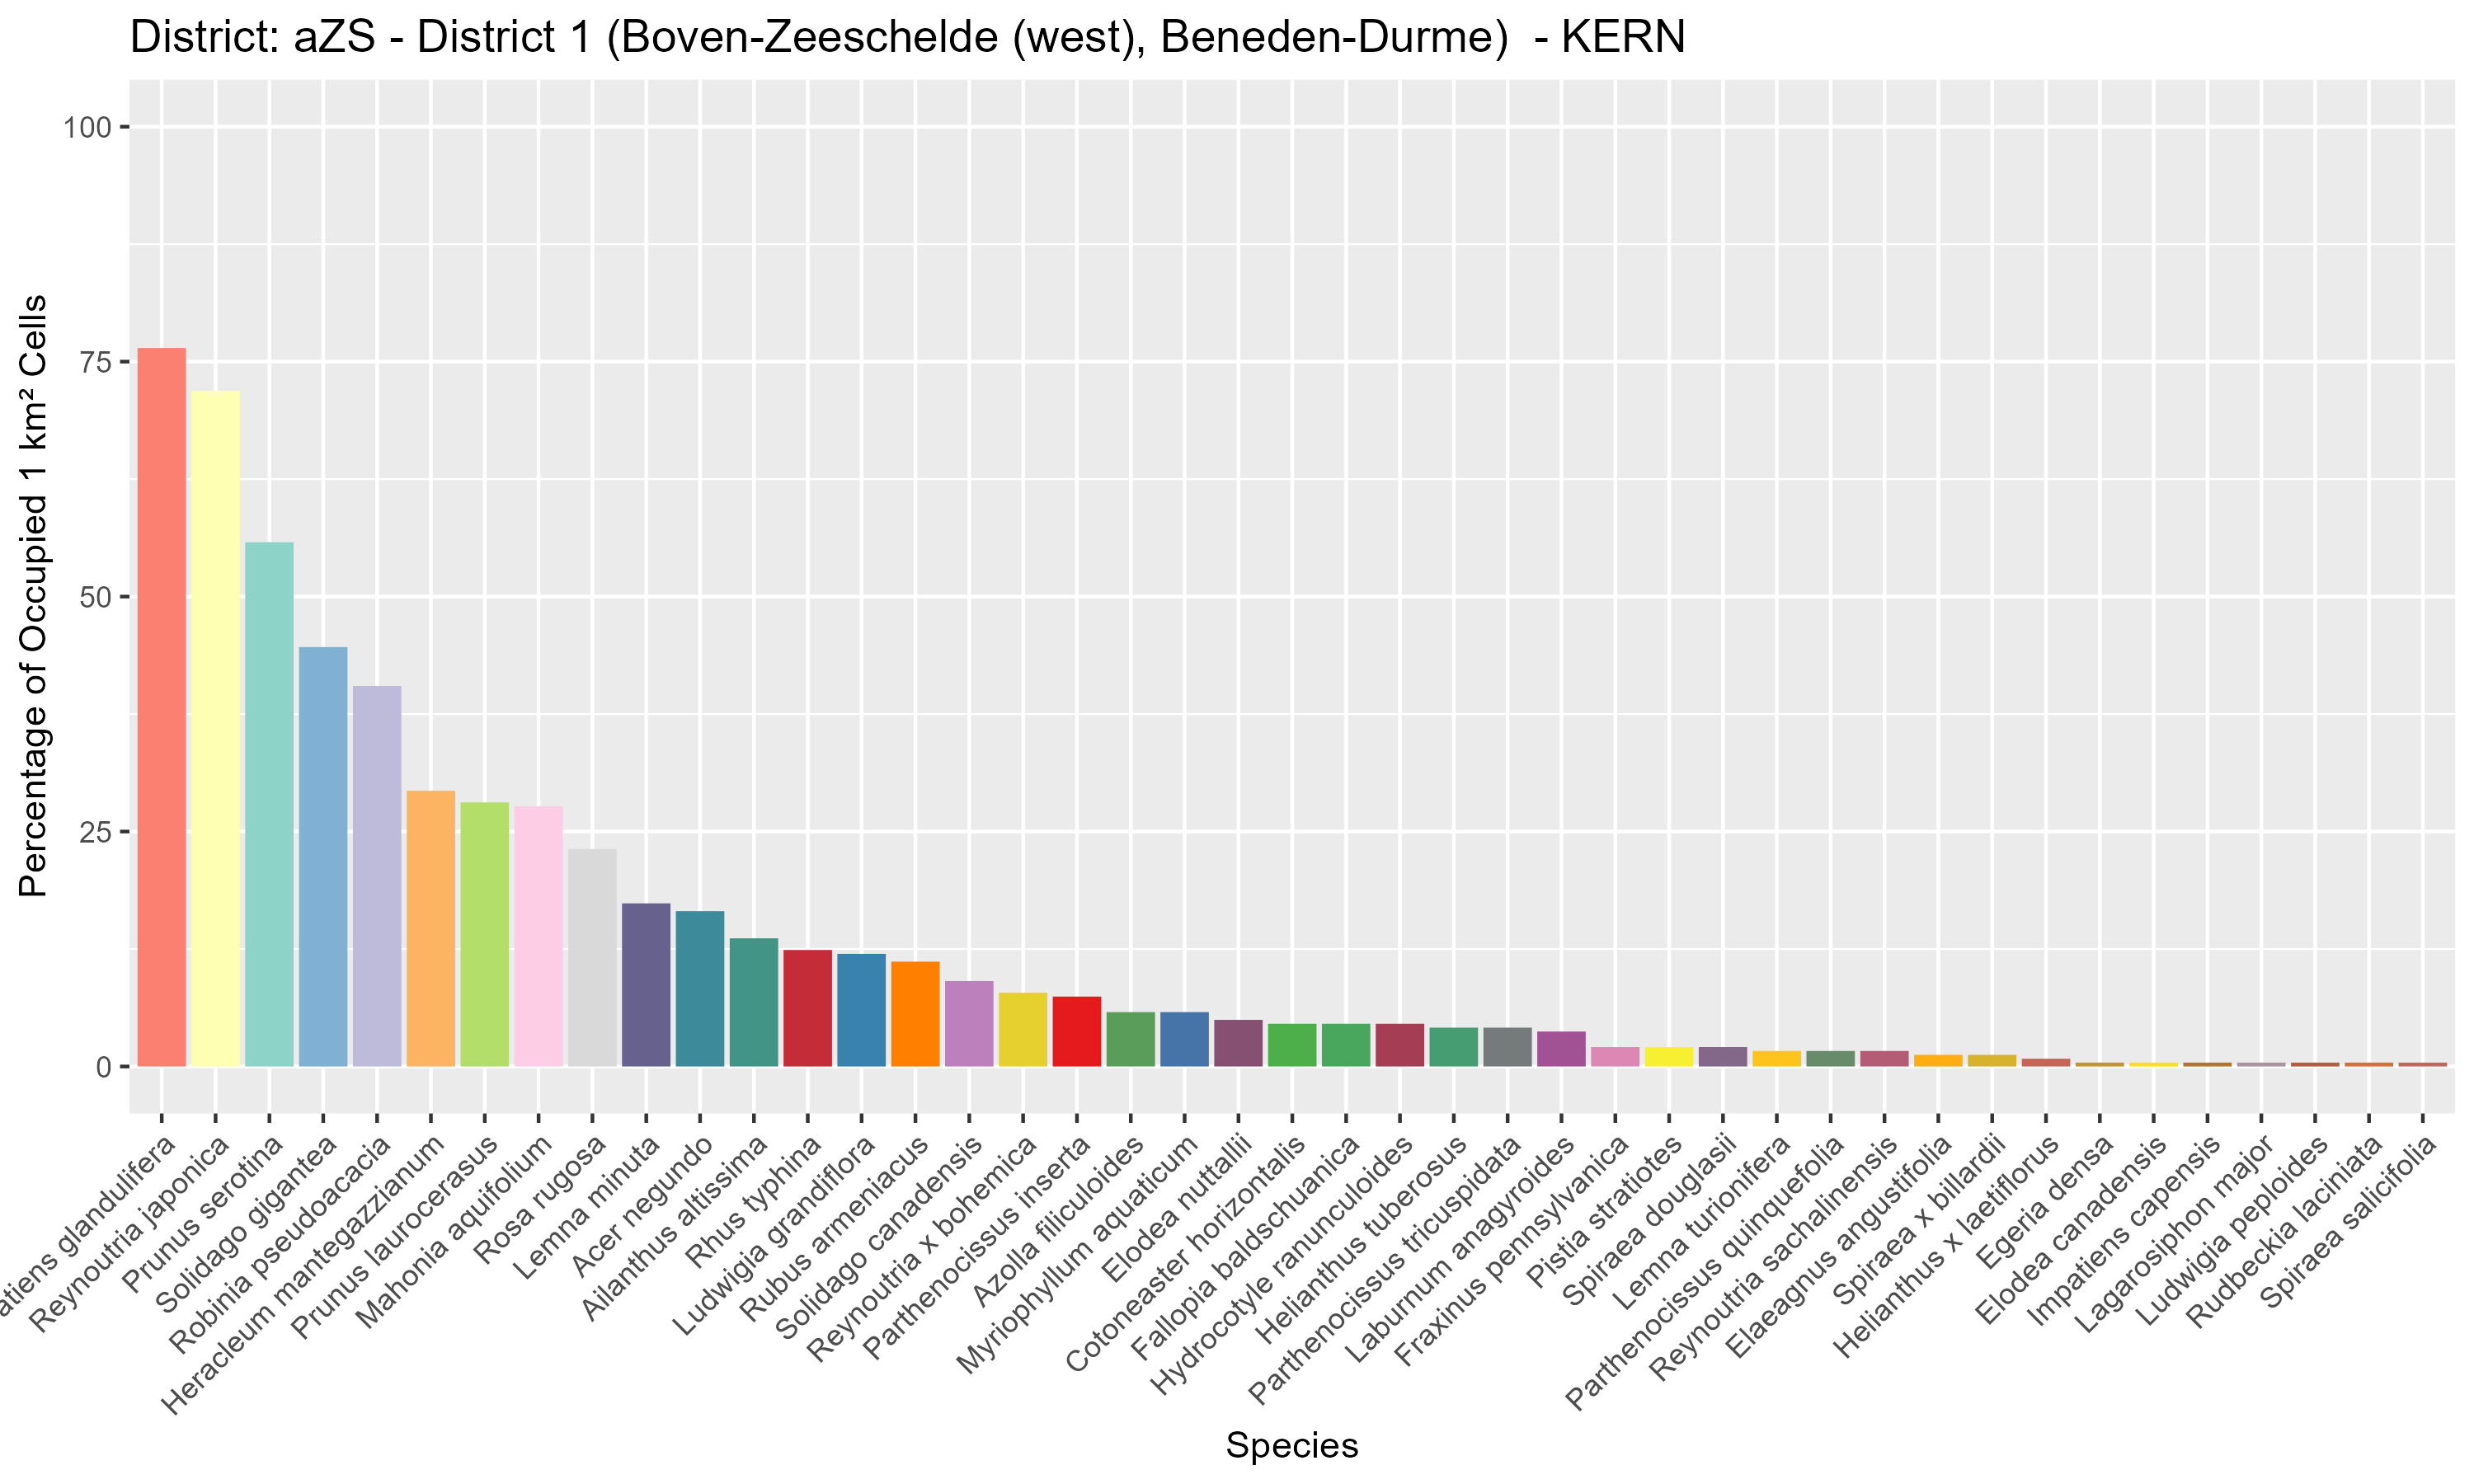 District: aZS - District 1 (Boven-Zeeschelde (west), Beneden-Durme)  - KERN
Percentage of Occupied 1 km² Cells
100
75
50
25
0
atiens glandulifera
Reynoutria japonica
Prunus serotina
Solidago gigantea
Robinia pseudoacacia
Heracleum mantegazzianum
Prunus laurocerasus
Mahonia aquifolium
Rosa rugosa
Lemna minuta
Acer negundo
Ailanthus altissima
Rhus typhina
Ludwigia grandiflora
Rubus armeniacus
Solidago canadensis
Reynoutria x bohemica
Parthenocissus inserta
Azolla filiculoides
Myriophyllum aquaticum
Elodea nuttallii
Cotoneaster horizontalis
Fallopia baldschuanica
Hydrocotyle ranunculoides
Helianthus tuberosus
Parthenocissus tricuspidata
Laburnum anagyroides
Fraxinus pennsylvanica
Pistia stratiotes
Spiraea douglasii
Lemna turionifera
Parthenocissus quinquefolia
Reynoutria sachalinensis
Elaeagnus angustifolia
Spiraea x billardii
Helianthus x laetiflorus
Egeria densa
Elodea canadensis
Impatiens capensis
Lagarosiphon major
Ludwigia peploides
Rudbeckia laciniata
Spiraea salicifolia
Species